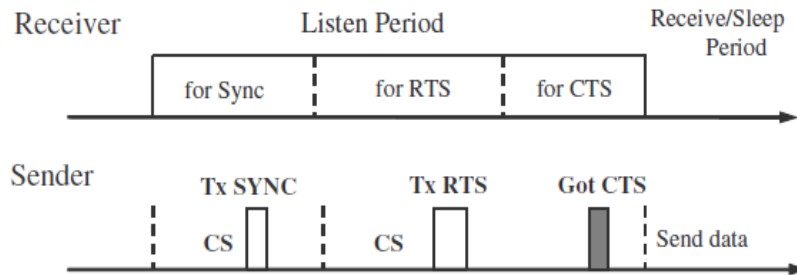 Receiver
Listen Period
Receive/Sleep
Period
for Sync
for RTS
for CTS
Sender
Tx SYNC
Tx RTS
Got CTS
CS
CS
Send data